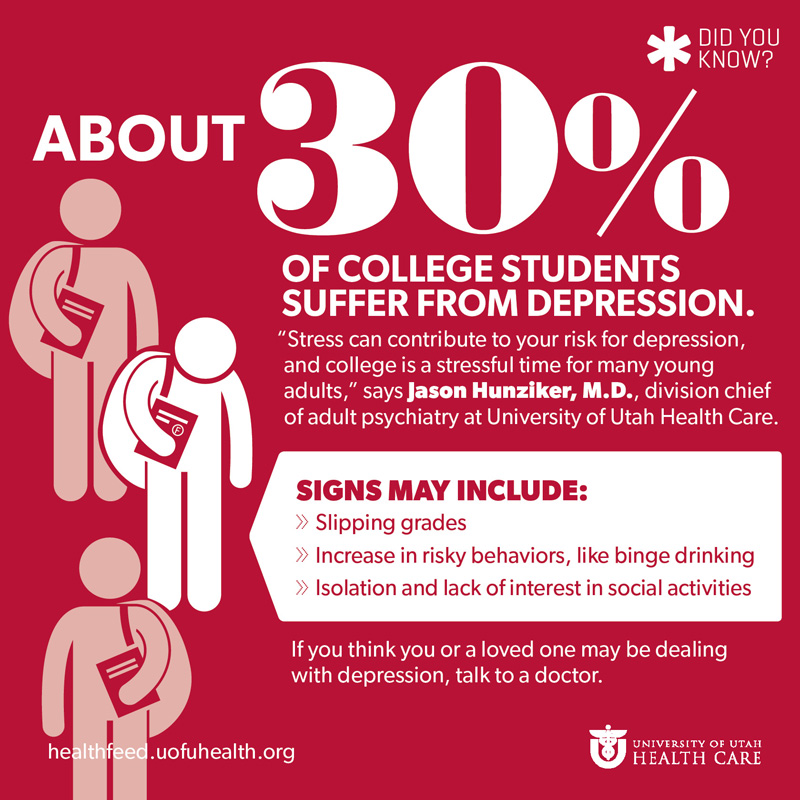 DID YOU
KNOW?
ABOUT 30%
OF COLLEGE STUDENTS
SUFFER FROM DEPRESSION.
“Stress can contribute to your risk for depression,
and college is a stressful time for many young
adults,” says Jason Hunziker, M.D., division chief
of adult psychiatry at University of Utah Health Care.
F
SIGNS MAY INCLUDE:
» Slipping grades
» Increase in risky behaviors, like binge drinking
» Isolation and lack of interest in social activities
If you think you or a loved one may be dealing
with depression, talk to a doctor.
healthfeed.uofuhealth.org
UNIVERSITY OF UTAH
HEALTH CARE